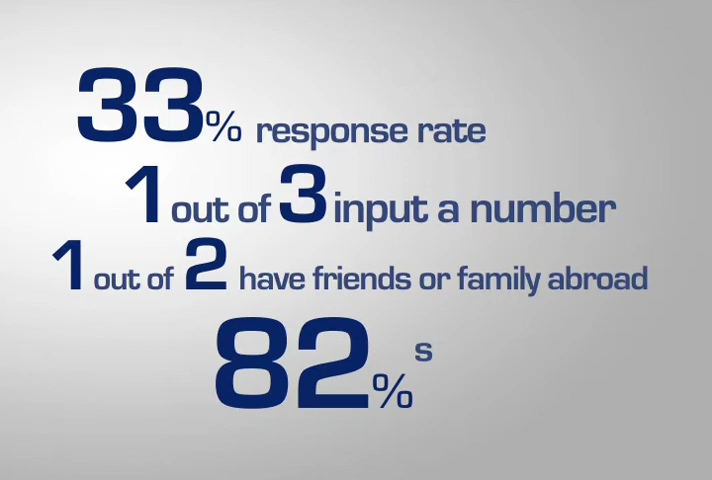 33% response rate
1 out of 3 input a number
1 out of 2 have friends or family abroad
82% s